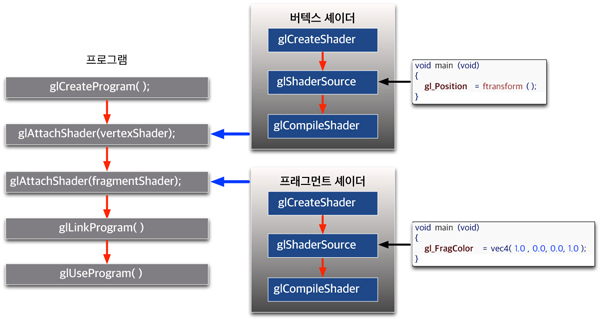 프로그램
glCreateProgram( );
glAttachShader(vertexShader);
glAttachShader(fragmentShader);
glLinkProgram( )
glUseProgram( )
버텍스 셰이더
glCreateShader
glShaderSource
glCompileShader
void main (void)
{
gl_Position = ftransform ( );
}
프래그먼트 셰이더
glCreateShader
glShaderSource
glCompileShader
void main (void)
{
gl_FragColor = vec4( 1.0 , 0.0, 0.0, 1.0 );
}